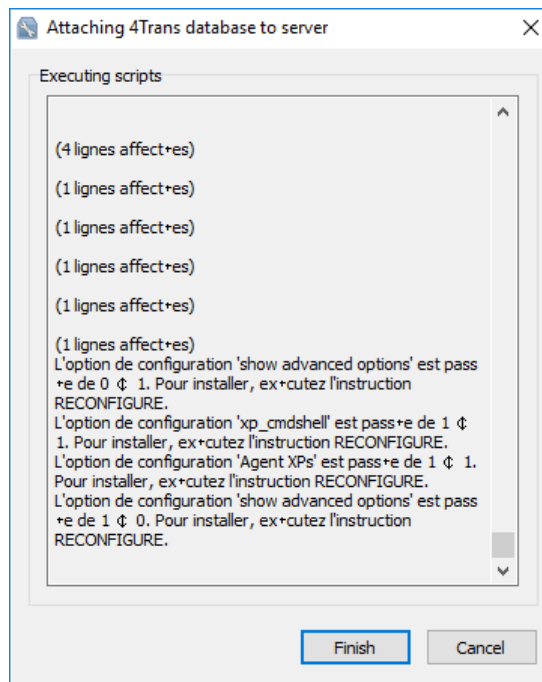 Attaching 4Trans database to server
Executing scripts
(4 lignes affect+es)
(1 lignes affect+es)
(1 lignes affect+es)
(1 lignes affect+es)
(1 lignes affect+es)
(1 lignes affect+es)
L'option de configuration 'show advanced options' est pass
+e de 0 ¢ 1. Pour installer, ex+cutez l'instruction
RECONFIGURE.
L'option de configuration 'xp_cmdshell' est pass+e de 1 ¢
1. Pour installer, ex+cutez l'instruction RECONFIGURE.
L'option de configuration 'Agent XPs' est pass+e de 1 ¢ 1.
Pour installer, ex+cutez l'instruction RECONFIGURE.
L'option de configuration 'show advanced options' est pass
+e de 1 ¢ 0. Pour installer, ex+cutez l'instruction
RECONFIGURE.
Finish
Cancel